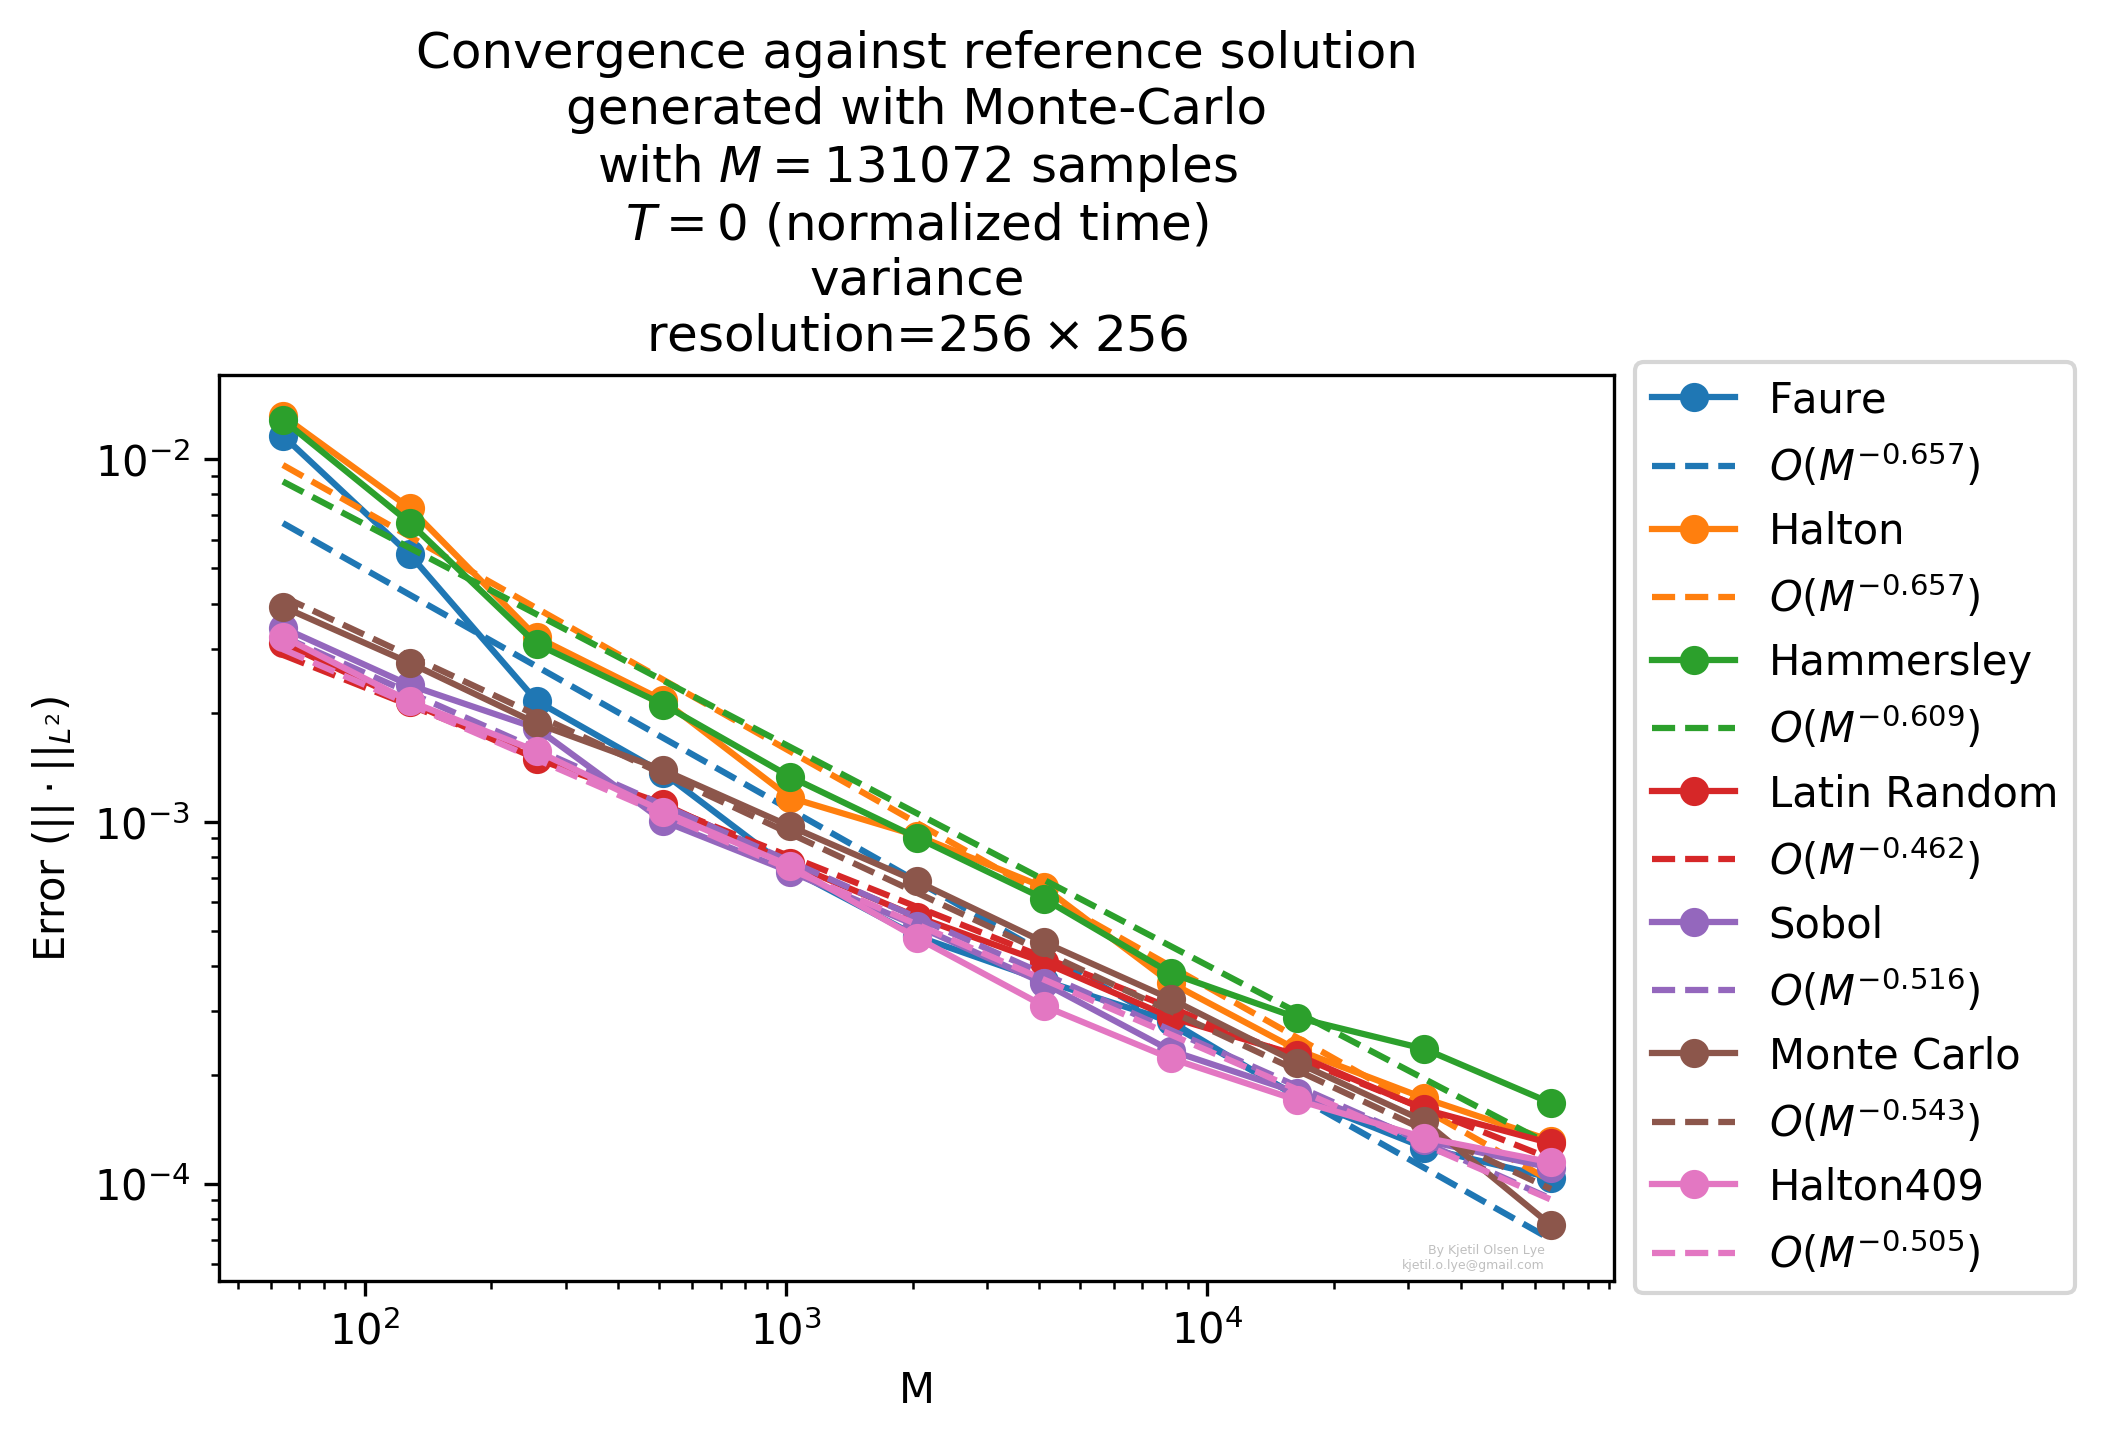 Convergence against reference solution
generated with Monte-Carlo
with M = 131072 samples
T = 0 (normalized time)
variance
resolution=256 × 256
Error (|| · ||_{L^2})
10^{-2}
10^{-3}
10^{-4}
10^2
10^3
10^4
M
By Kjetil Olsen Lye
kjetil.o.lye@gmail.com
Faure
O(M^{-0.657})
Halton
O(M^{-0.657})
Hammersley
O(M^{-0.609})
Latin Random
O(M^{-0.462})
Sobol
O(M^{-0.516})
Monte Carlo
O(M^{-0.543})
Halton409
O(M^{-0.505})